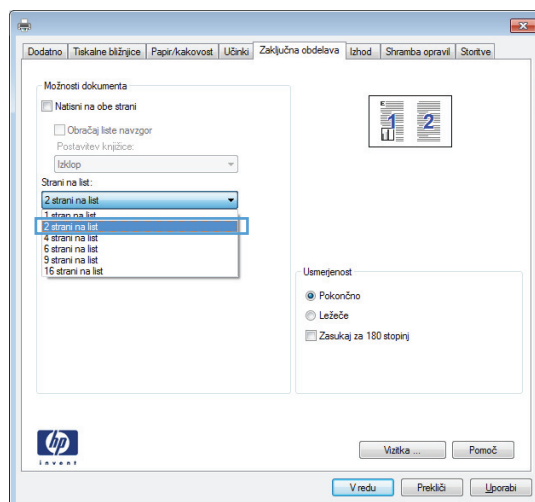 Dodatno Tiskalne bližnjice Papir/kakovost Učinki Zaključna obdelava Izhod Shramba opravil Storitve
Možnosti dokumenta
Natisni na obe strani
Obračaj liste navzgor
Postavitev knjižice:
Izklop
Strani na list:
2 strani na list
1 stran na list
2 strani na list
4 strani na list
6 strani na list
9 strani na list
16 strani na list
1 2
Usmerjenost
Pokončno
Ležeče
Zasukaj za 180 stopinj
hp
invent
Vizitka ... Pomoč
V redu Prekliči Uporabi